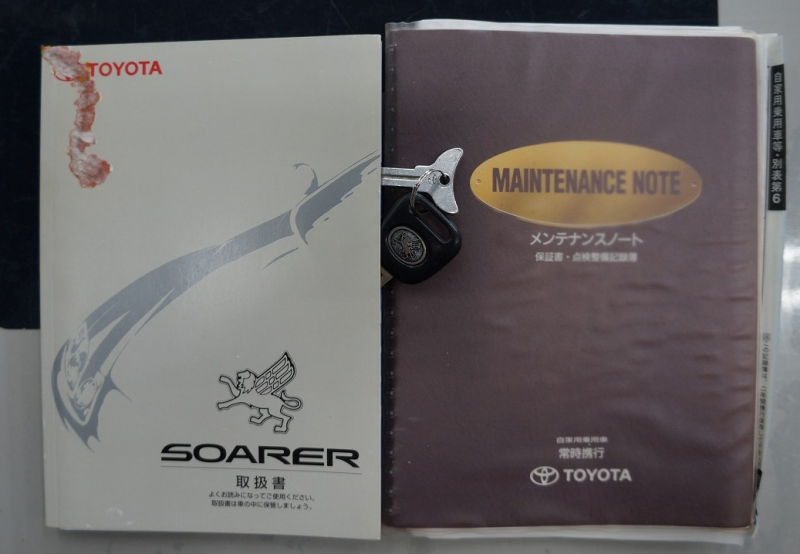 TOYOTA
SOARER
取扱書
よくお読みになってご使用ください。
取扱書は車の中に保管しましょう。
MAINTENANCE NOTE
メンテナンスノート
保証書・点検整備記録簿
自家用乗用車
常時携行
TOYOTA
自家用乗用車等・別表第6